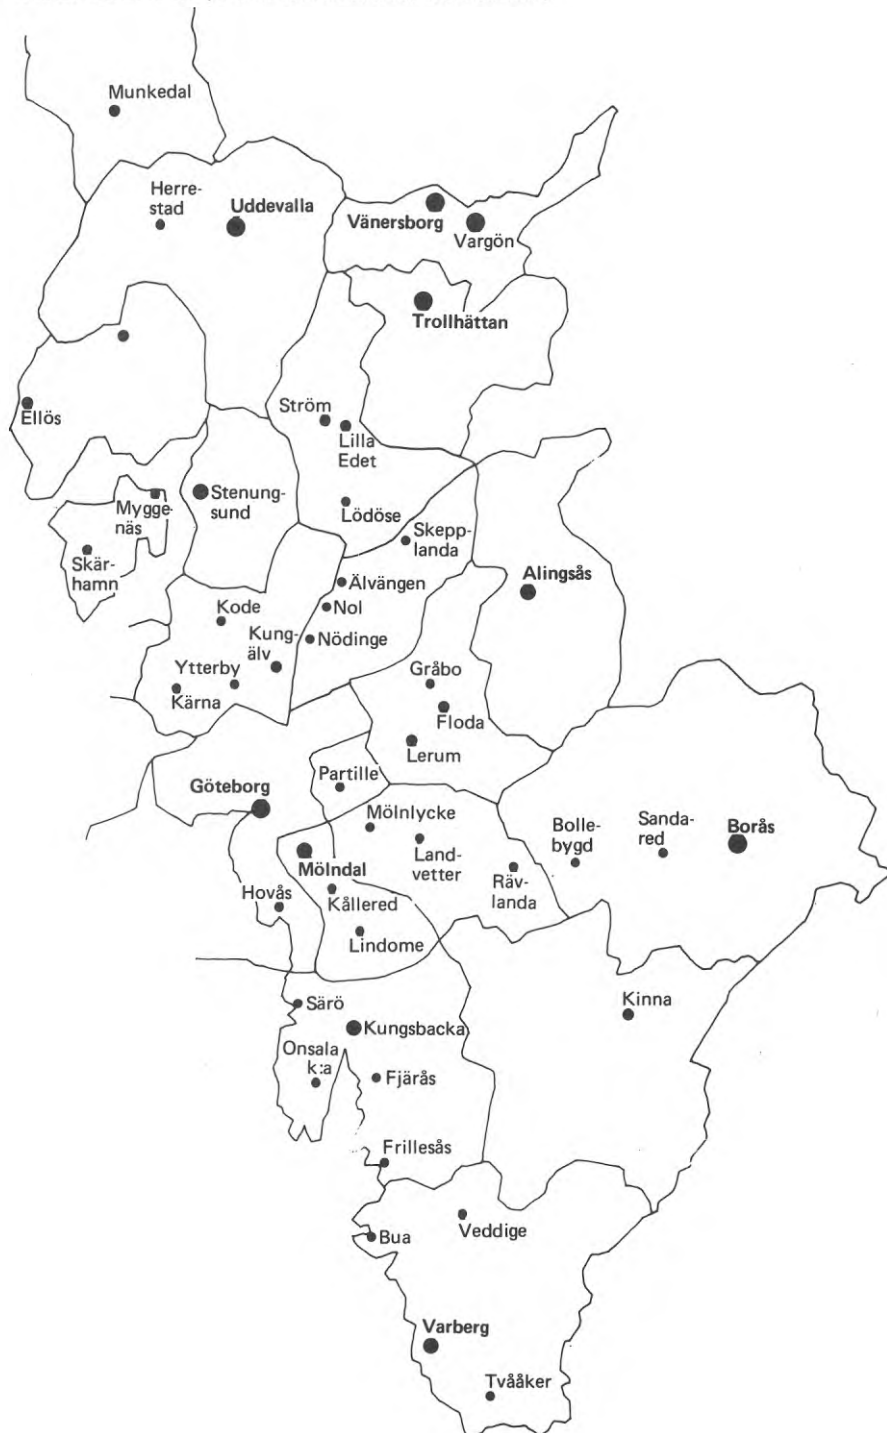 Munkedal
Herre-
stad
Uddevalla
Vänersborg
Vargön
Trollhättan
Ellös
Ström
Lilla
Edet
Stenung-
sund
Mygge-
näs
Lödöse
Skepp-
landa
Skär-
hamn
Älvängen
Alingsås
Kode
Nol
Kung-
älv
Nödinge
Ytterby
Kärna
Gråbo
Floda
Lerum
Partille
Göteborg
Mölnlycke
Mölndal
Land-
vetter
Bolle-
bygd
Sanda-
red
Borås
Räv-
landa
Hovås
Kållered
Lindome
Särö
Kinna
Kungsbacka
Onsala
k:a
Fjärås
Frillesås
Veddige
Bua
Varberg
Tvååker